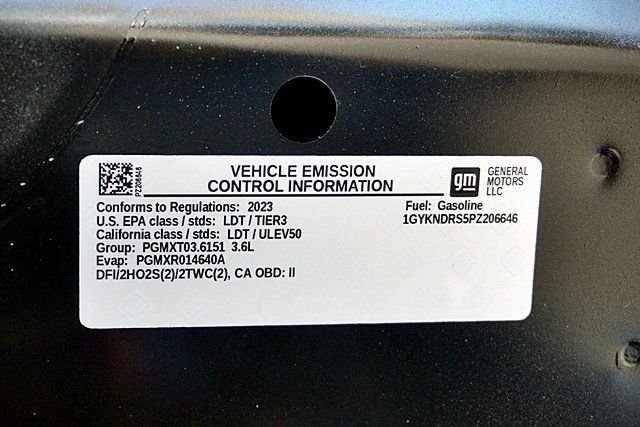 PZ206646
VEHICLE EMISSION
CONTROL INFORMATION
gm
GENERAL
MOTORS
LLC
Conforms to Regulations: 2023
Fuel: Gasoline
U.S. EPA class / stds: LDT / TIER3
1GYKNDRS5PZ206646
California class / stds: LDT / ULEV50
Group: PGMXT03.6151 3.6L
Evap: PGMXR014640A
DFI/2HO2S(2)/2TWC(2), CA OBD: II